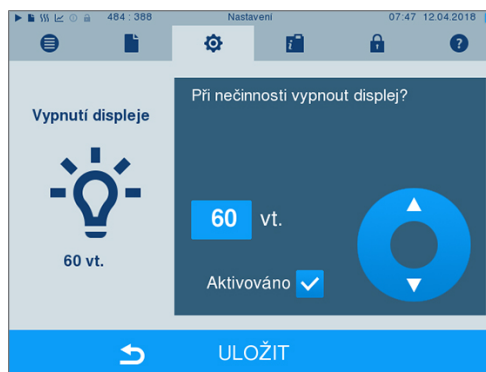 484 : 388 Nastavení 07:47 12.04.2018
Vypnutí displeje
60 vt.
Při nečinnosti vypnout displej?
60 vt.
Aktivováno
ULOŽIT